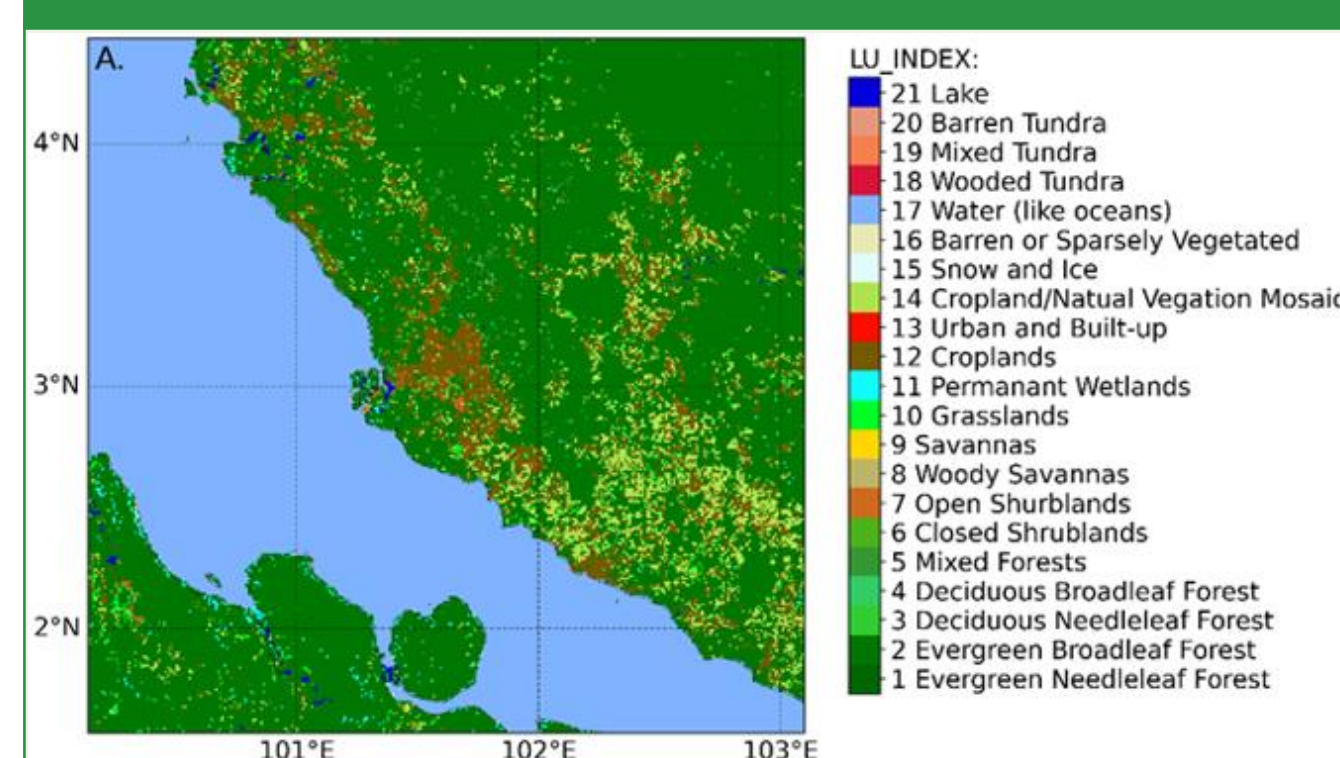 A.
LU_INDEX:
21 Lake
20 Barren Tundra
19 Mixed Tundra
18 Wooded Tundra
17 Water (like oceans)
16 Barren or Sparsely Vegetated
15 Snow and Ice
14 Cropland/Natual Vegation Mosaic
13 Urban and Built-up
12 Croplands
11 Permanant Wetlands
10 Grasslands
9 Savannas
8 Woody Savannas
7 Open Shurblands
6 Closed Shrublands
5 Mixed Forests
4 Deciduous Broadleaf Forest
3 Deciduous Needleleaf Forest
2 Evergreen Broadleaf Forest
1 Evergreen Needleleaf Forest
4°N
3°N
2°N
101°E 102°E 103°E